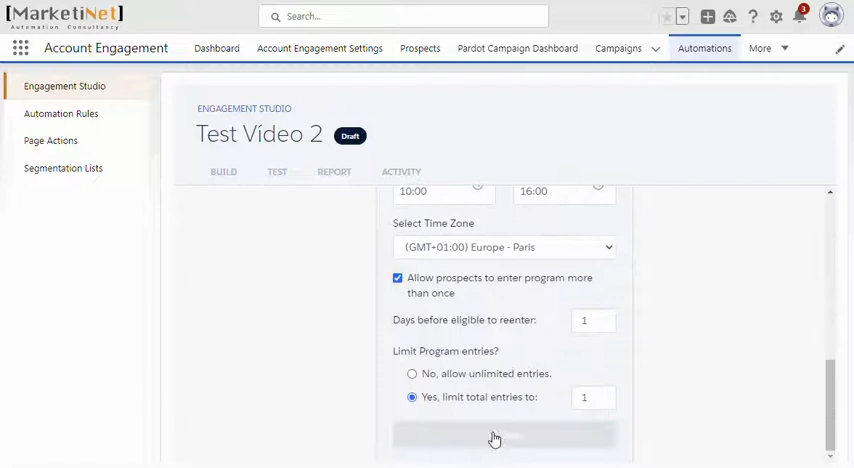 [MarketiNet]
Automation Consultancy
Search...
3
Account Engagement
Dashboard
Account Engagement Settings
Prospects
Pardot Campaign Dashboard
Campaigns
Automations
More
Engagement Studio
Automation Rules
Page Actions
Segmentation Lists
ENGAGEMENT STUDIO
Test Vídeo 2
Draft
BUILD
TEST
REPORT
ACTIVITY
10:00
16:00
Select Time Zone
(GMT+01:00) Europe - Paris
Allow prospects to enter program more
than once
Days before eligible to reenter:
1
Limit Program entries?
No, allow unlimited entries.
Yes, limit total entries to:
1